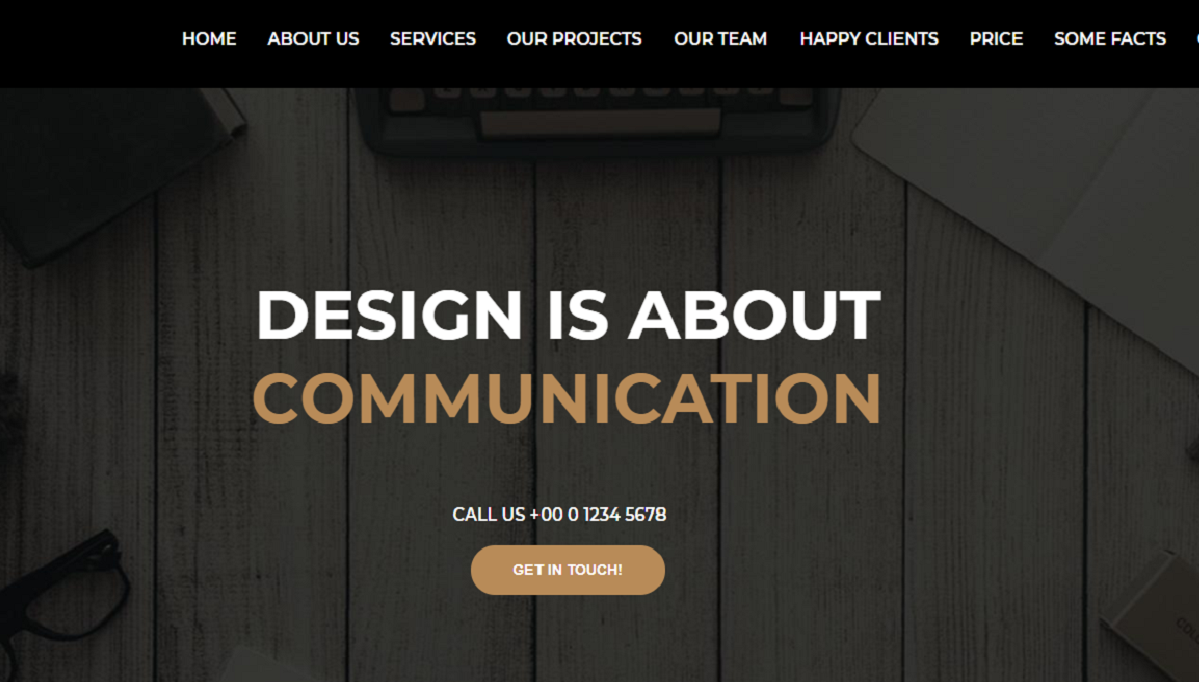 HOME ABOUT US SERVICES OUR PROJECTS OUR TEAM HAPPY CLIENTS PRICE SOME FACTS
DESIGN IS ABOUT
COMMUNICATION
CALL US +00 0 1234 5678
GET IN TOUCH!